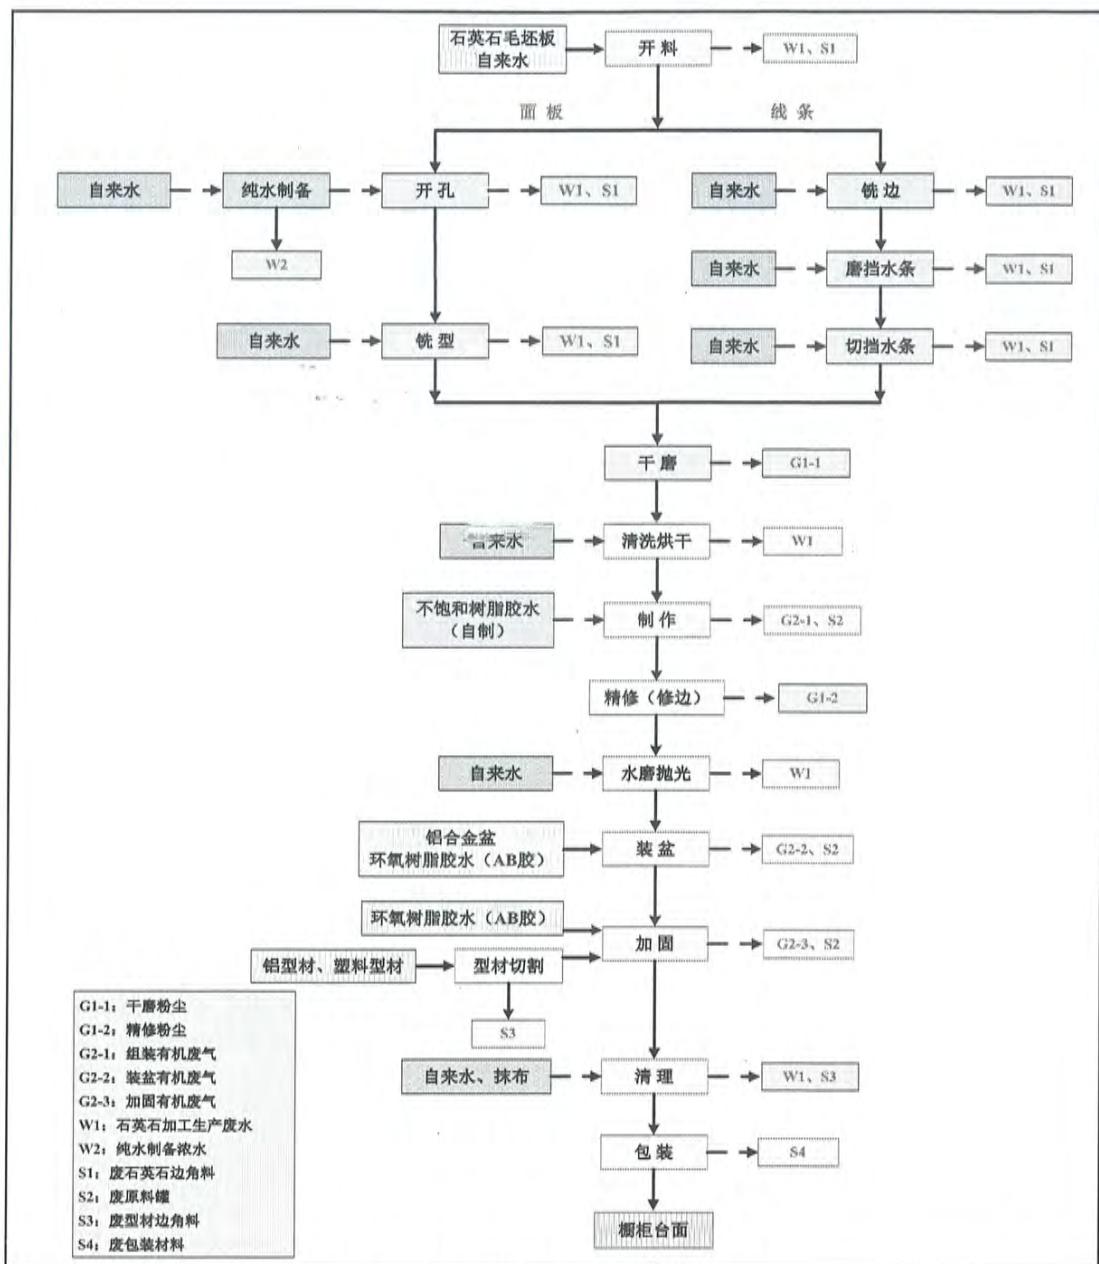 石英石毛坯板
自来水
开料
W1、S1
面板
线条
自来水
纯水制备
开孔
W1、S1
自来水
铣边
W1、S1
W2
自来水
磨挡水条
W1、S1
自来水
铣型
W1、S1
自来水
切挡水条
W1、S1
干磨
G1-1
自来水
清洗烘干
W1
不饱和树脂胶水
（自制）
制作
G2-1、S2
精修（修边）
G1-2
自来水
水磨抛光
W1
铝合金盆
环氧树脂胶水（AB胶）
装盆
G2-2、S2
环氧树脂胶水（AB胶）
加固
G2-3、S2
铝型材、塑料型材
型材切割
S3
自来水、抹布
清理
W1、S3
包装
S4
橱柜台面
G1-1：干磨粉尘
G1-2：精修粉尘
G2-1：组装有机废气
G2-2：装盆有机废气
G2-3：加固有机废气
W1：石英石加工生产废水
W2：纯水制备浓水
S1：废石英石边角料
S2：废原料罐
S3：废型材边角料
S4：废包装材料